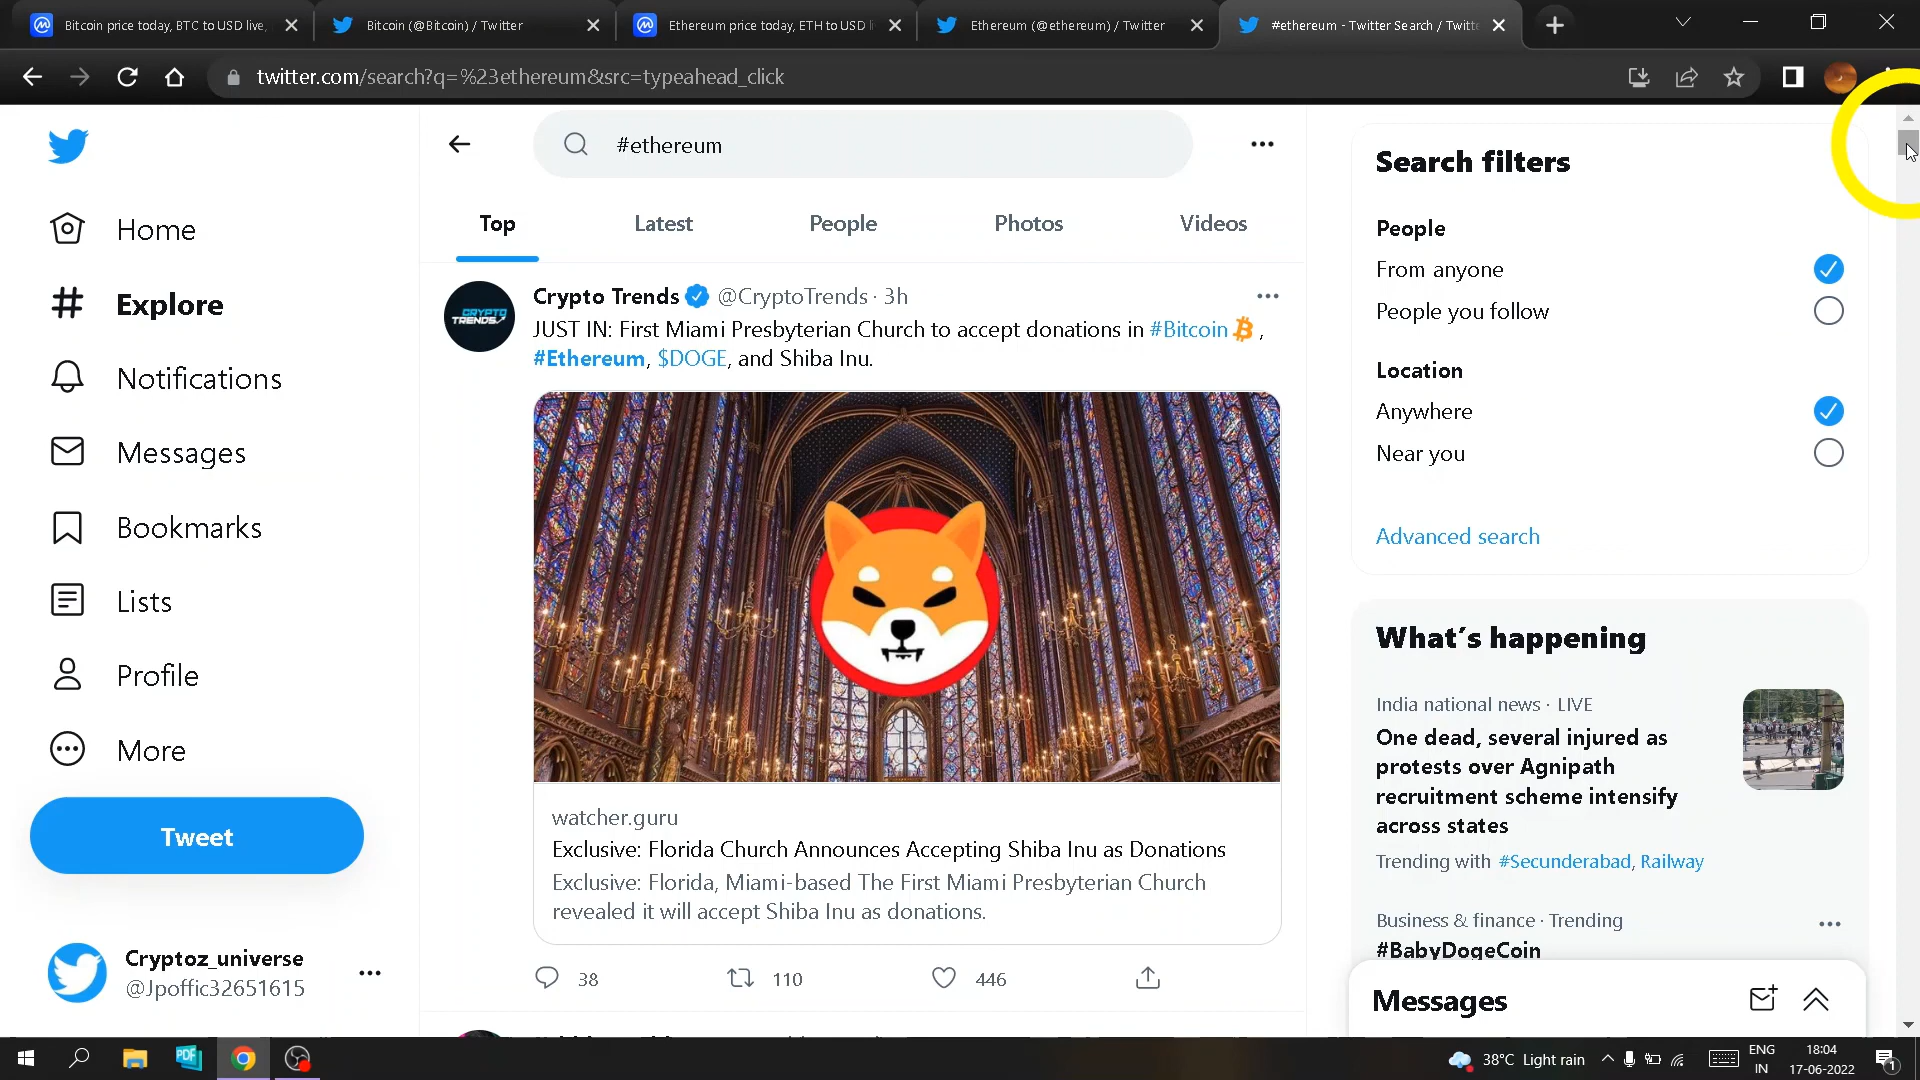 Bitcoin price today, BTC to USD live,
Bitcoin (@Bitcoin) / Twitter
Ethereum price today, ETH to USD li
Ethereum (@ethereum) / Twitter
#ethereum - Twitter Search / Twitte
twitter.com/search?q=%23ethereum&src=typeahead_click
Home
Explore
Notifications
Messages
Bookmarks
Lists
Profile
More
Tweet
Cryptoz_universe
@Jpoffic32651615
#ethereum
Top
Latest
People
Photos
Videos
Crypto Trends @CryptoTrends · 3h
JUST IN: First Miami Presbyterian Church to accept donations in #Bitcoin ,
#Ethereum, $DOGE, and Shiba Inu.
CRYPTO
TRENDS
watcher.guru
Exclusive: Florida Church Announces Accepting Shiba Inu as Donations
Exclusive: Florida, Miami-based The First Miami Presbyterian Church
revealed it will accept Shiba Inu as donations.
38
110
446
Search filters
People
From anyone
People you follow
Location
Anywhere
Near you
Advanced search
What's happening
India national news · LIVE
One dead, several injured as
protests over Agnipath
recruitment scheme intensify
across states
Trending with #Secunderabad, Railway
Business & finance · Trending
#BabyDogeCoin
Messages
PDF
38°C Light rain
ENG
IN
18:04
17-06-2022
1